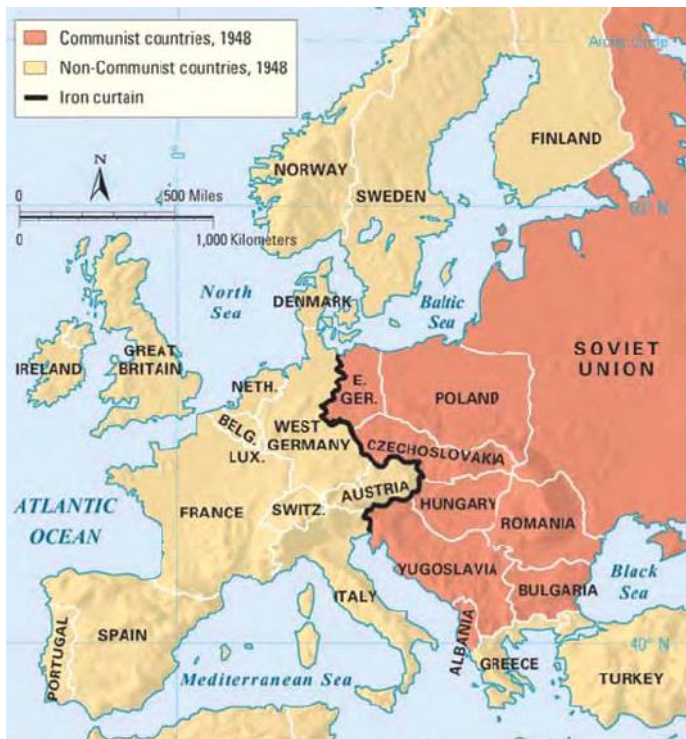 Communist countries, 1948
Non-Communist countries, 1948
Iron curtain
Arctic Circle
N
0 500 Miles
0 1,000 Kilometers
FINLAND
NORWAY
SWEDEN
60° N
North
Sea
DENMARK
Baltic
Sea
IRELAND
GREAT
BRITAIN
SOVIET
UNION
NETH.
E.
GER.
POLAND
BELG.
WEST
GERMANY
LUX.
CZECHOSLOVAKIA
ATLANTIC
OCEAN
FRANCE
SWITZ.
AUSTRIA
HUNGARY
ROMANIA
YUGOSLAVIA
BULGARIA
Black
Sea
ITALY
PORTUGAL
SPAIN
ALBANIA
40° N
GREECE
TURKEY
Mediterranean Sea